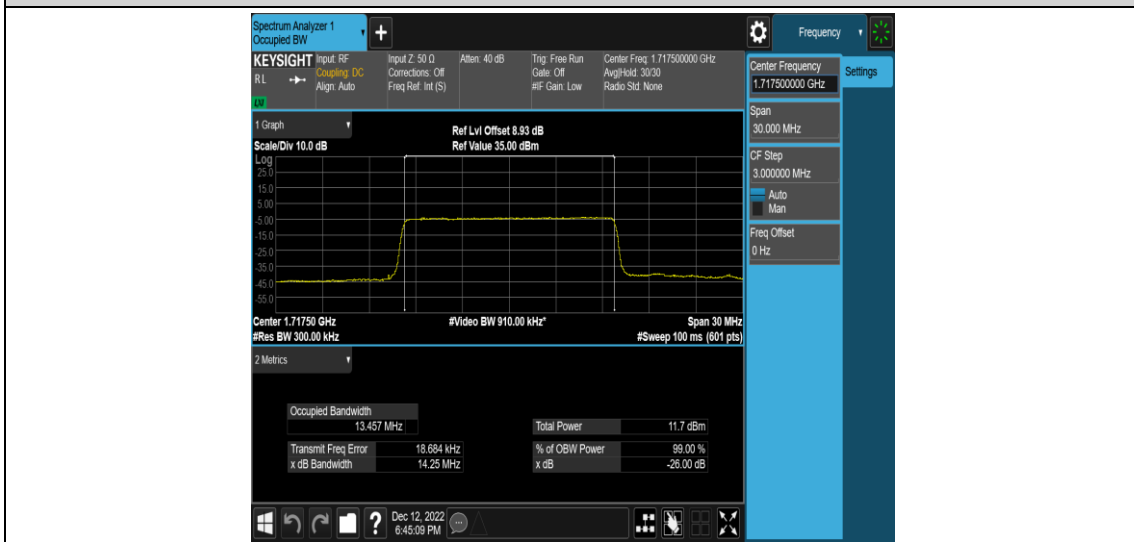 Spectrum Analyzer 1
Occupied BW
Frequency
KEYSIGHT Input: RF Input Z: 50 Ω Atten: 40 dB Trig: Free Run Center Freq: 1.717500000 GHz
RL Coupling: DC Corrections: Off Gate: Off Avg|Hold: 30/30
Align: Auto Freq Ref: Int (S) #IF Gain: Low Radio Std: None
Center Frequency
1.717500000 GHz
Settings
Span
30.000 MHz
CF Step
3.000000 MHz
Auto
Man
Freq Offset
0 Hz
1 Graph
Ref Lvl Offset 8.93 dB
Scale/Div 10.0 dB Ref Value 35.00 dBm
Log
25.0
15.0
5.00
-5.00
-15.0
-25.0
-35.0
-45.0
-55.0
Center 1.71750 GHz #Video BW 910.00 kHz* Span 30 MHz
#Res BW 300.00 kHz #Sweep 100 ms (601 pts)
2 Metrics
Occupied Bandwidth
13.457 MHz
Total Power 11.7 dBm
Transmit Freq Error 18.684 kHz % of OBW Power 99.00 %
x dB Bandwidth 14.25 MHz x dB -26.00 dB
? Dec 12, 2022
6:45:09 PM